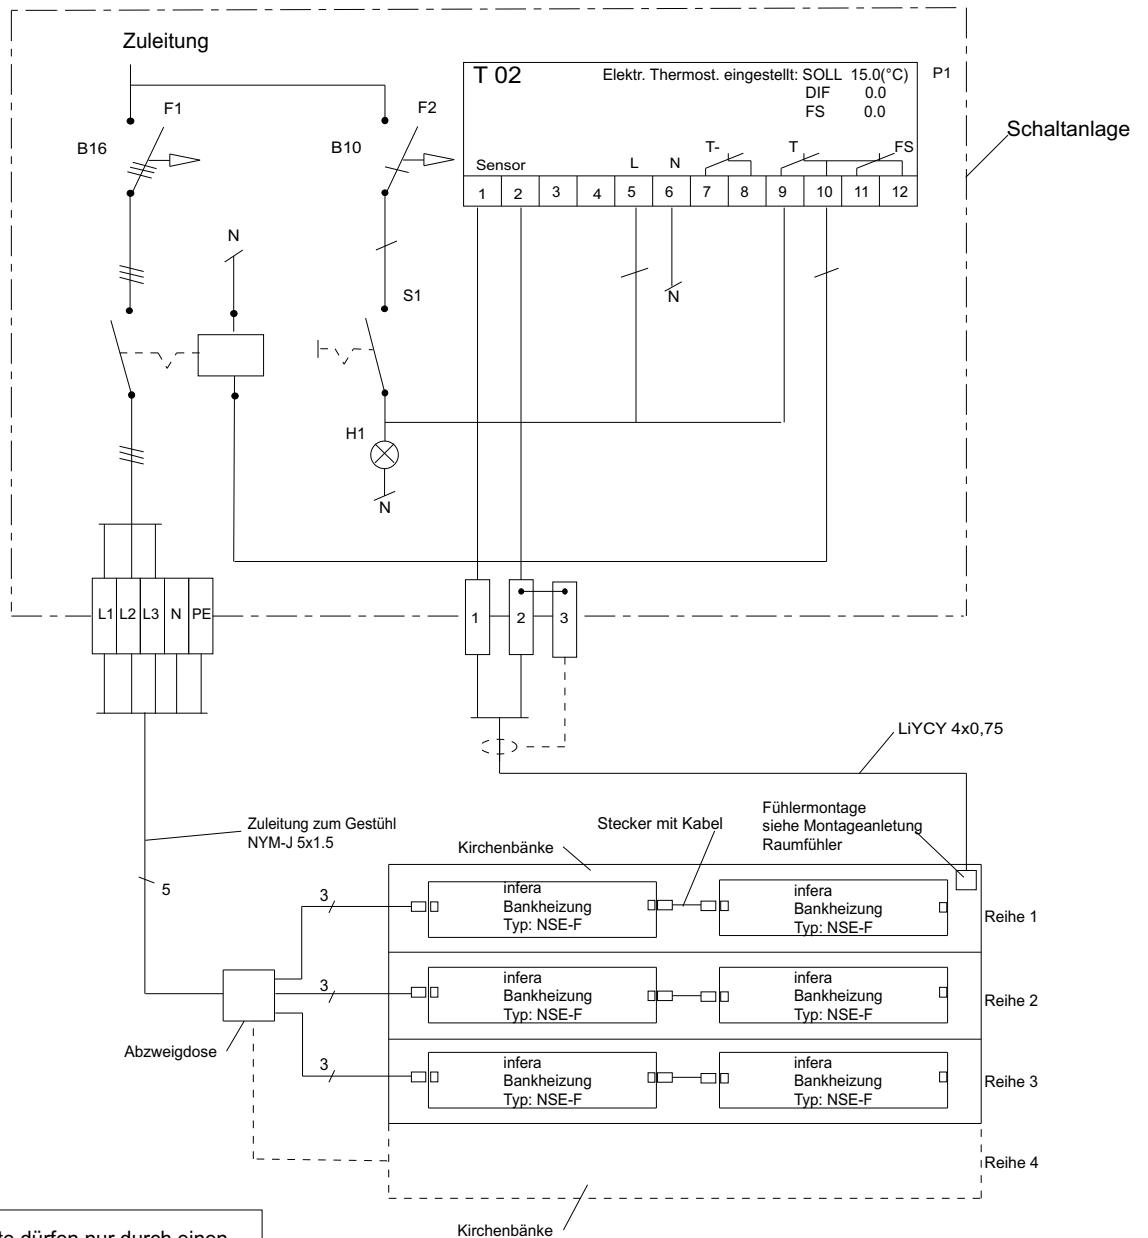 Zuleitung
T 02
Elektr. Thermost. eingestellt: SOLL 15.0(°C)
DIF 0.0
FS 0.0
P1
F1
F2
B16
B10
Schaltanlage
Sensor
L
N
T-
T
FS
1 2 3 4 5 6 7 8 9 10 11 12
N
N
S1
H1
N
L1 L2 L3 N PE
1 2 3
LiYCY 4x0,75
Zuleitung zum Gestühl
NYM-J 5x1.5
Kirchenbänke
Stecker mit Kabel
Fühlermontage
siehe Montageanletung
Raumfühler
5
3
infera
Bankheizung
Typ: NSE-F
infera
Bankheizung
Typ: NSE-F
Reihe 1
3
infera
Bankheizung
Typ: NSE-F
infera
Bankheizung
Typ: NSE-F
Reihe 2
Abzweigdose
3
infera
Bankheizung
Typ: NSE-F
infera
Bankheizung
Typ: NSE-F
Reihe 3
Reihe 4
Kirchenbänke
dürfen nur durch einen